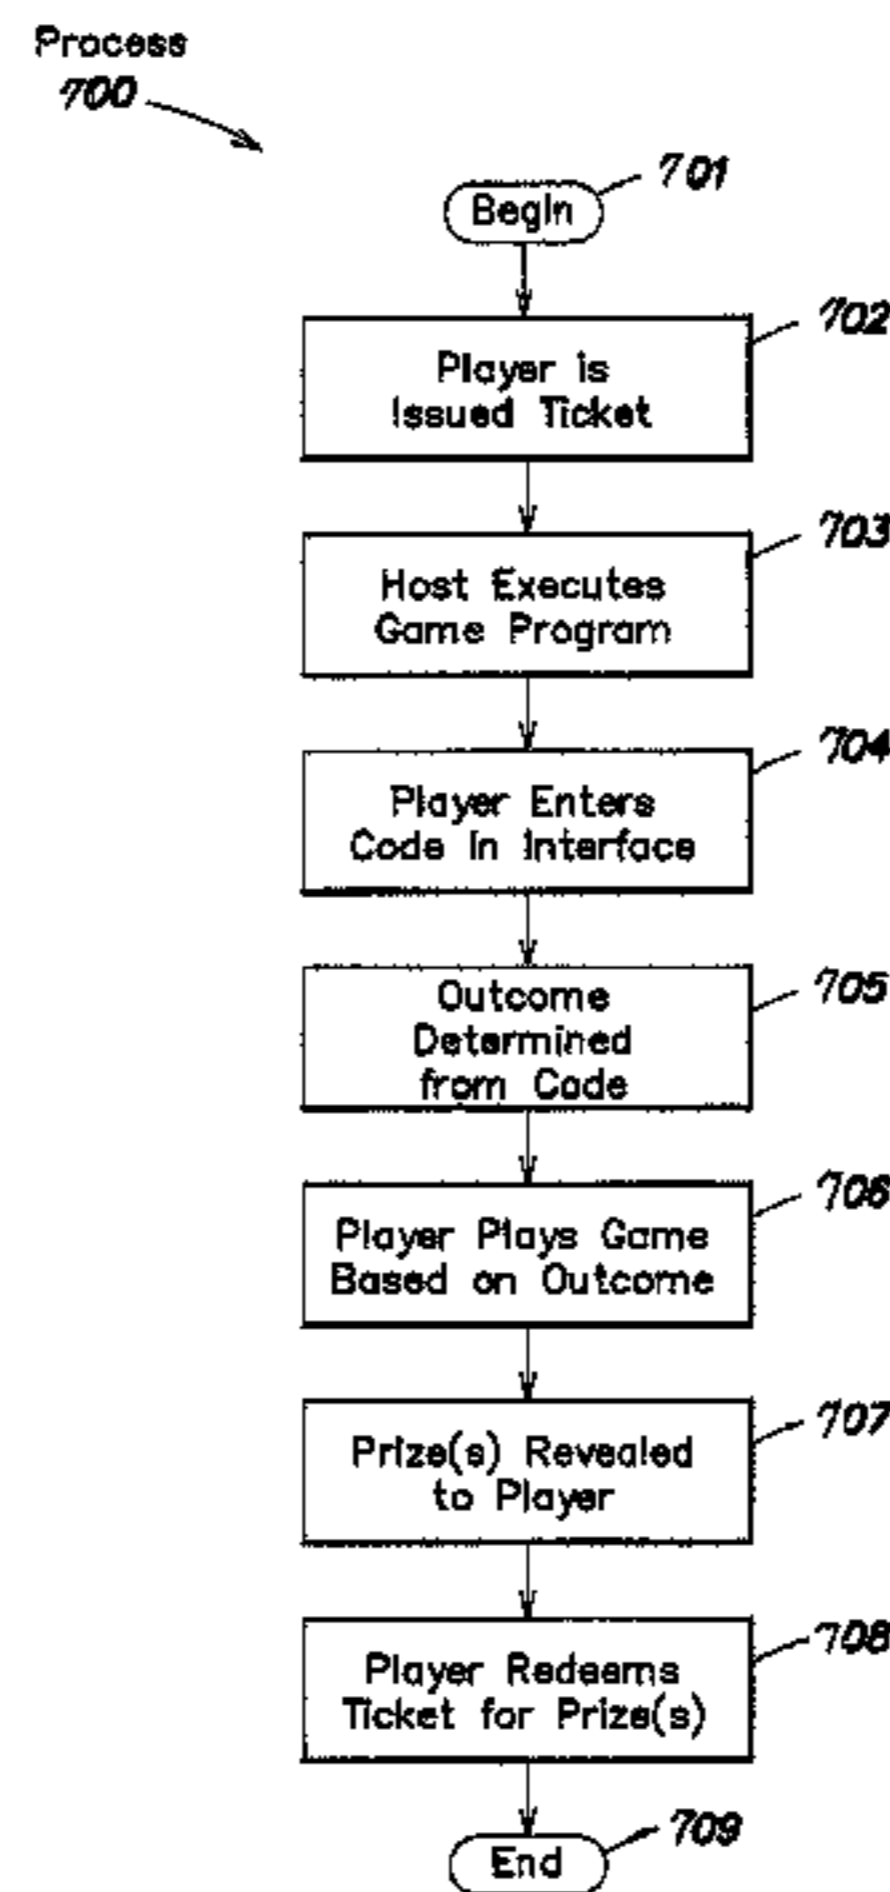 Process
700
701
Begin
702
Player is
Issued Ticket
703
Host Executes
Game Program
704
Player Enters
Code in Interface
705
Outcome
Determined
from Code
706
Player Plays Game
Based on Outcome
707
Prize(s) Revealed
to Player
708
Player Redeems
Ticket for Prize(s)
709
End